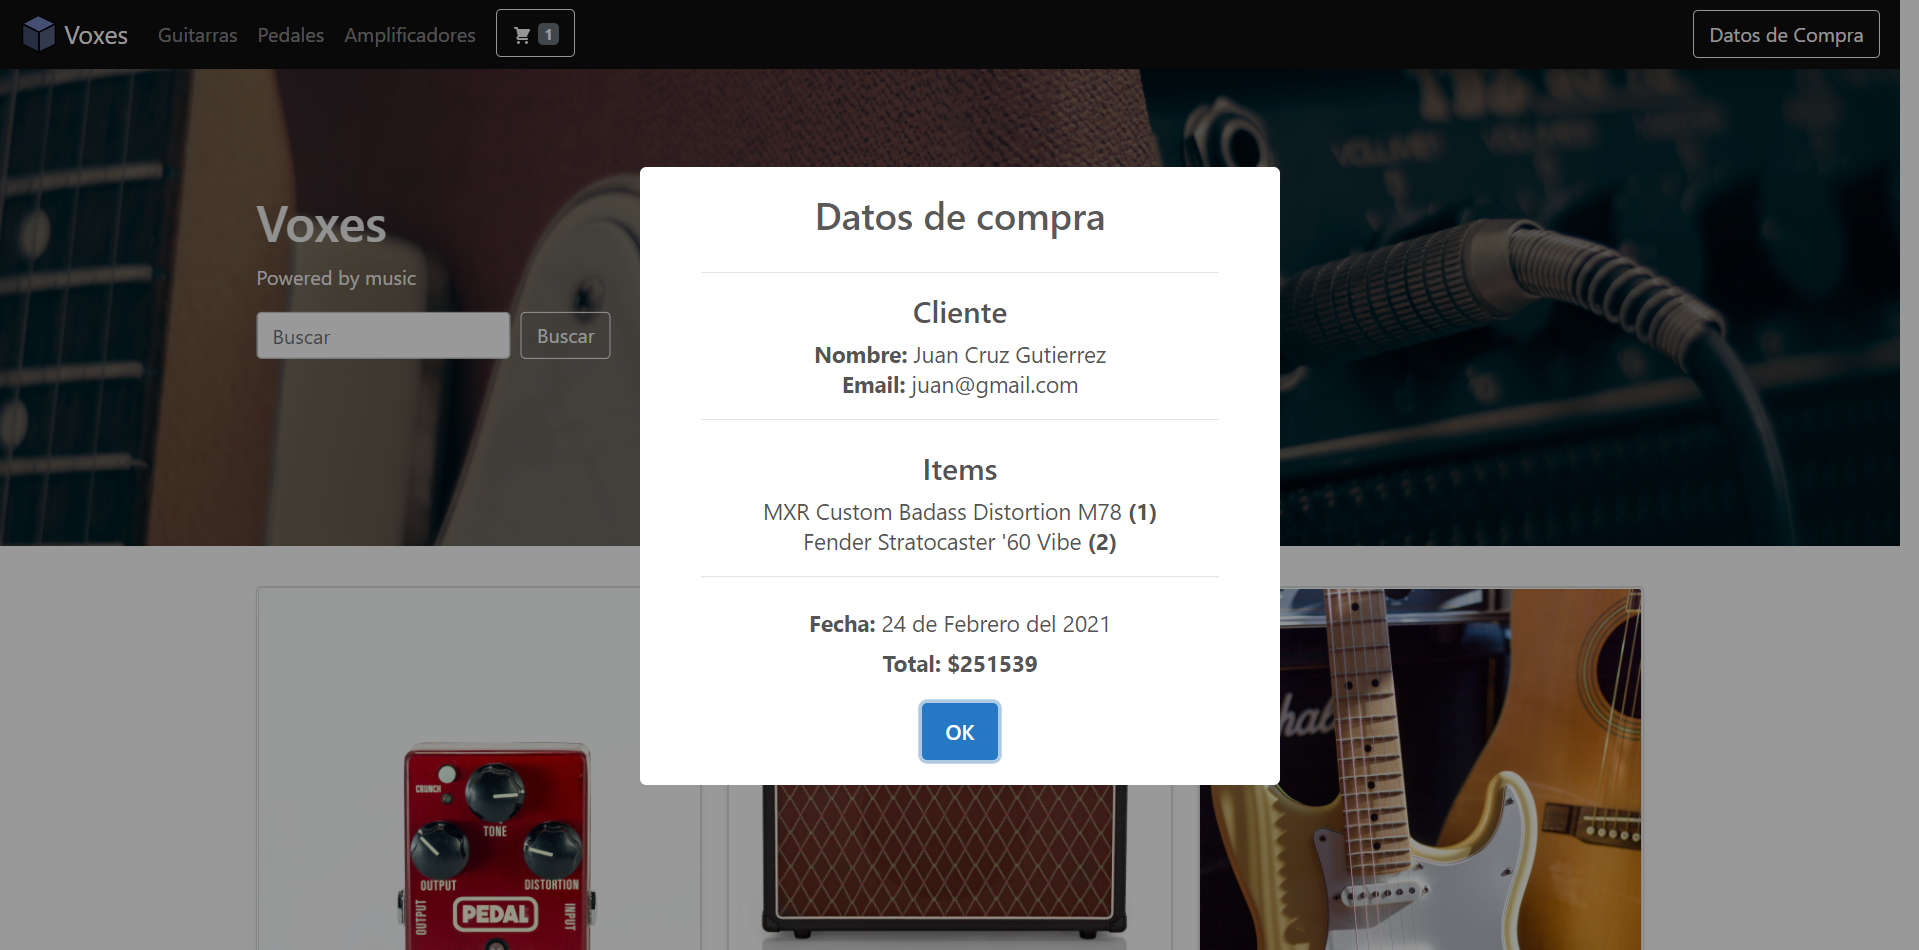 Voxes Guitarras Pedales Amplificadores 1 Datos de Compra
VOLUME
Voxes
Powered by music
Buscar Buscar
Datos de compra
Cliente
Nombre: Juan Cruz Gutierrez
Email: juan@gmail.com
Items
MXR Custom Badass Distortion M78 (1)
Fender Stratocaster '60 Vibe (2)
Fecha: 24 de Febrero del 2021
Total: $251539
OK
CRUNCH
TONE
OUTPUT DISTORTION
OUTPUT PEDAL INPUT